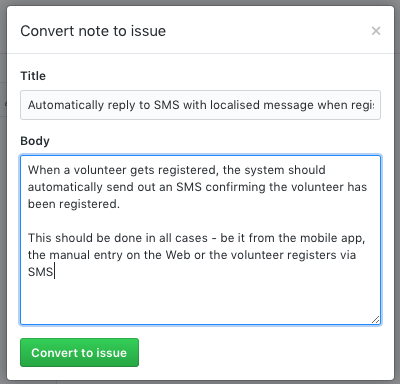 Convert note to issue
×
Title
Automatically reply to SMS with localised message when regi
Body
When a volunteer gets registered, the system should
automatically send out an SMS confirming the volunteer has
been registered.
This should be done in all cases - be it from the mobile app,
the manual entry on the Web or the volunteer registers via
SMS
Convert to issue